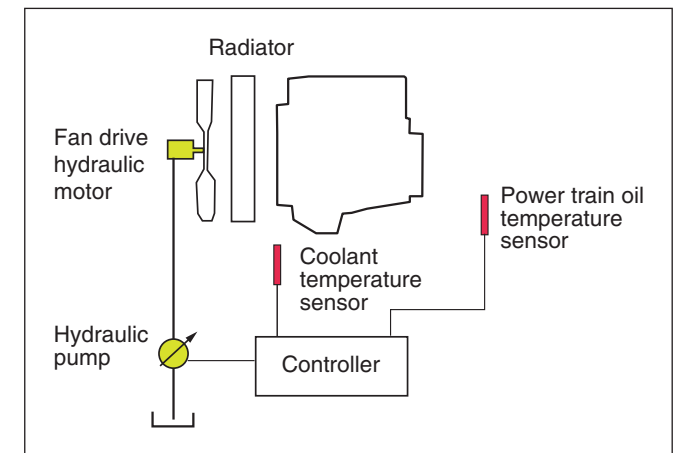 Radiator
Fan drive
hydraulic
motor
Power train oil
temperature
sensor
Coolant
temperature
sensor
Hydraulic
pump
Controller